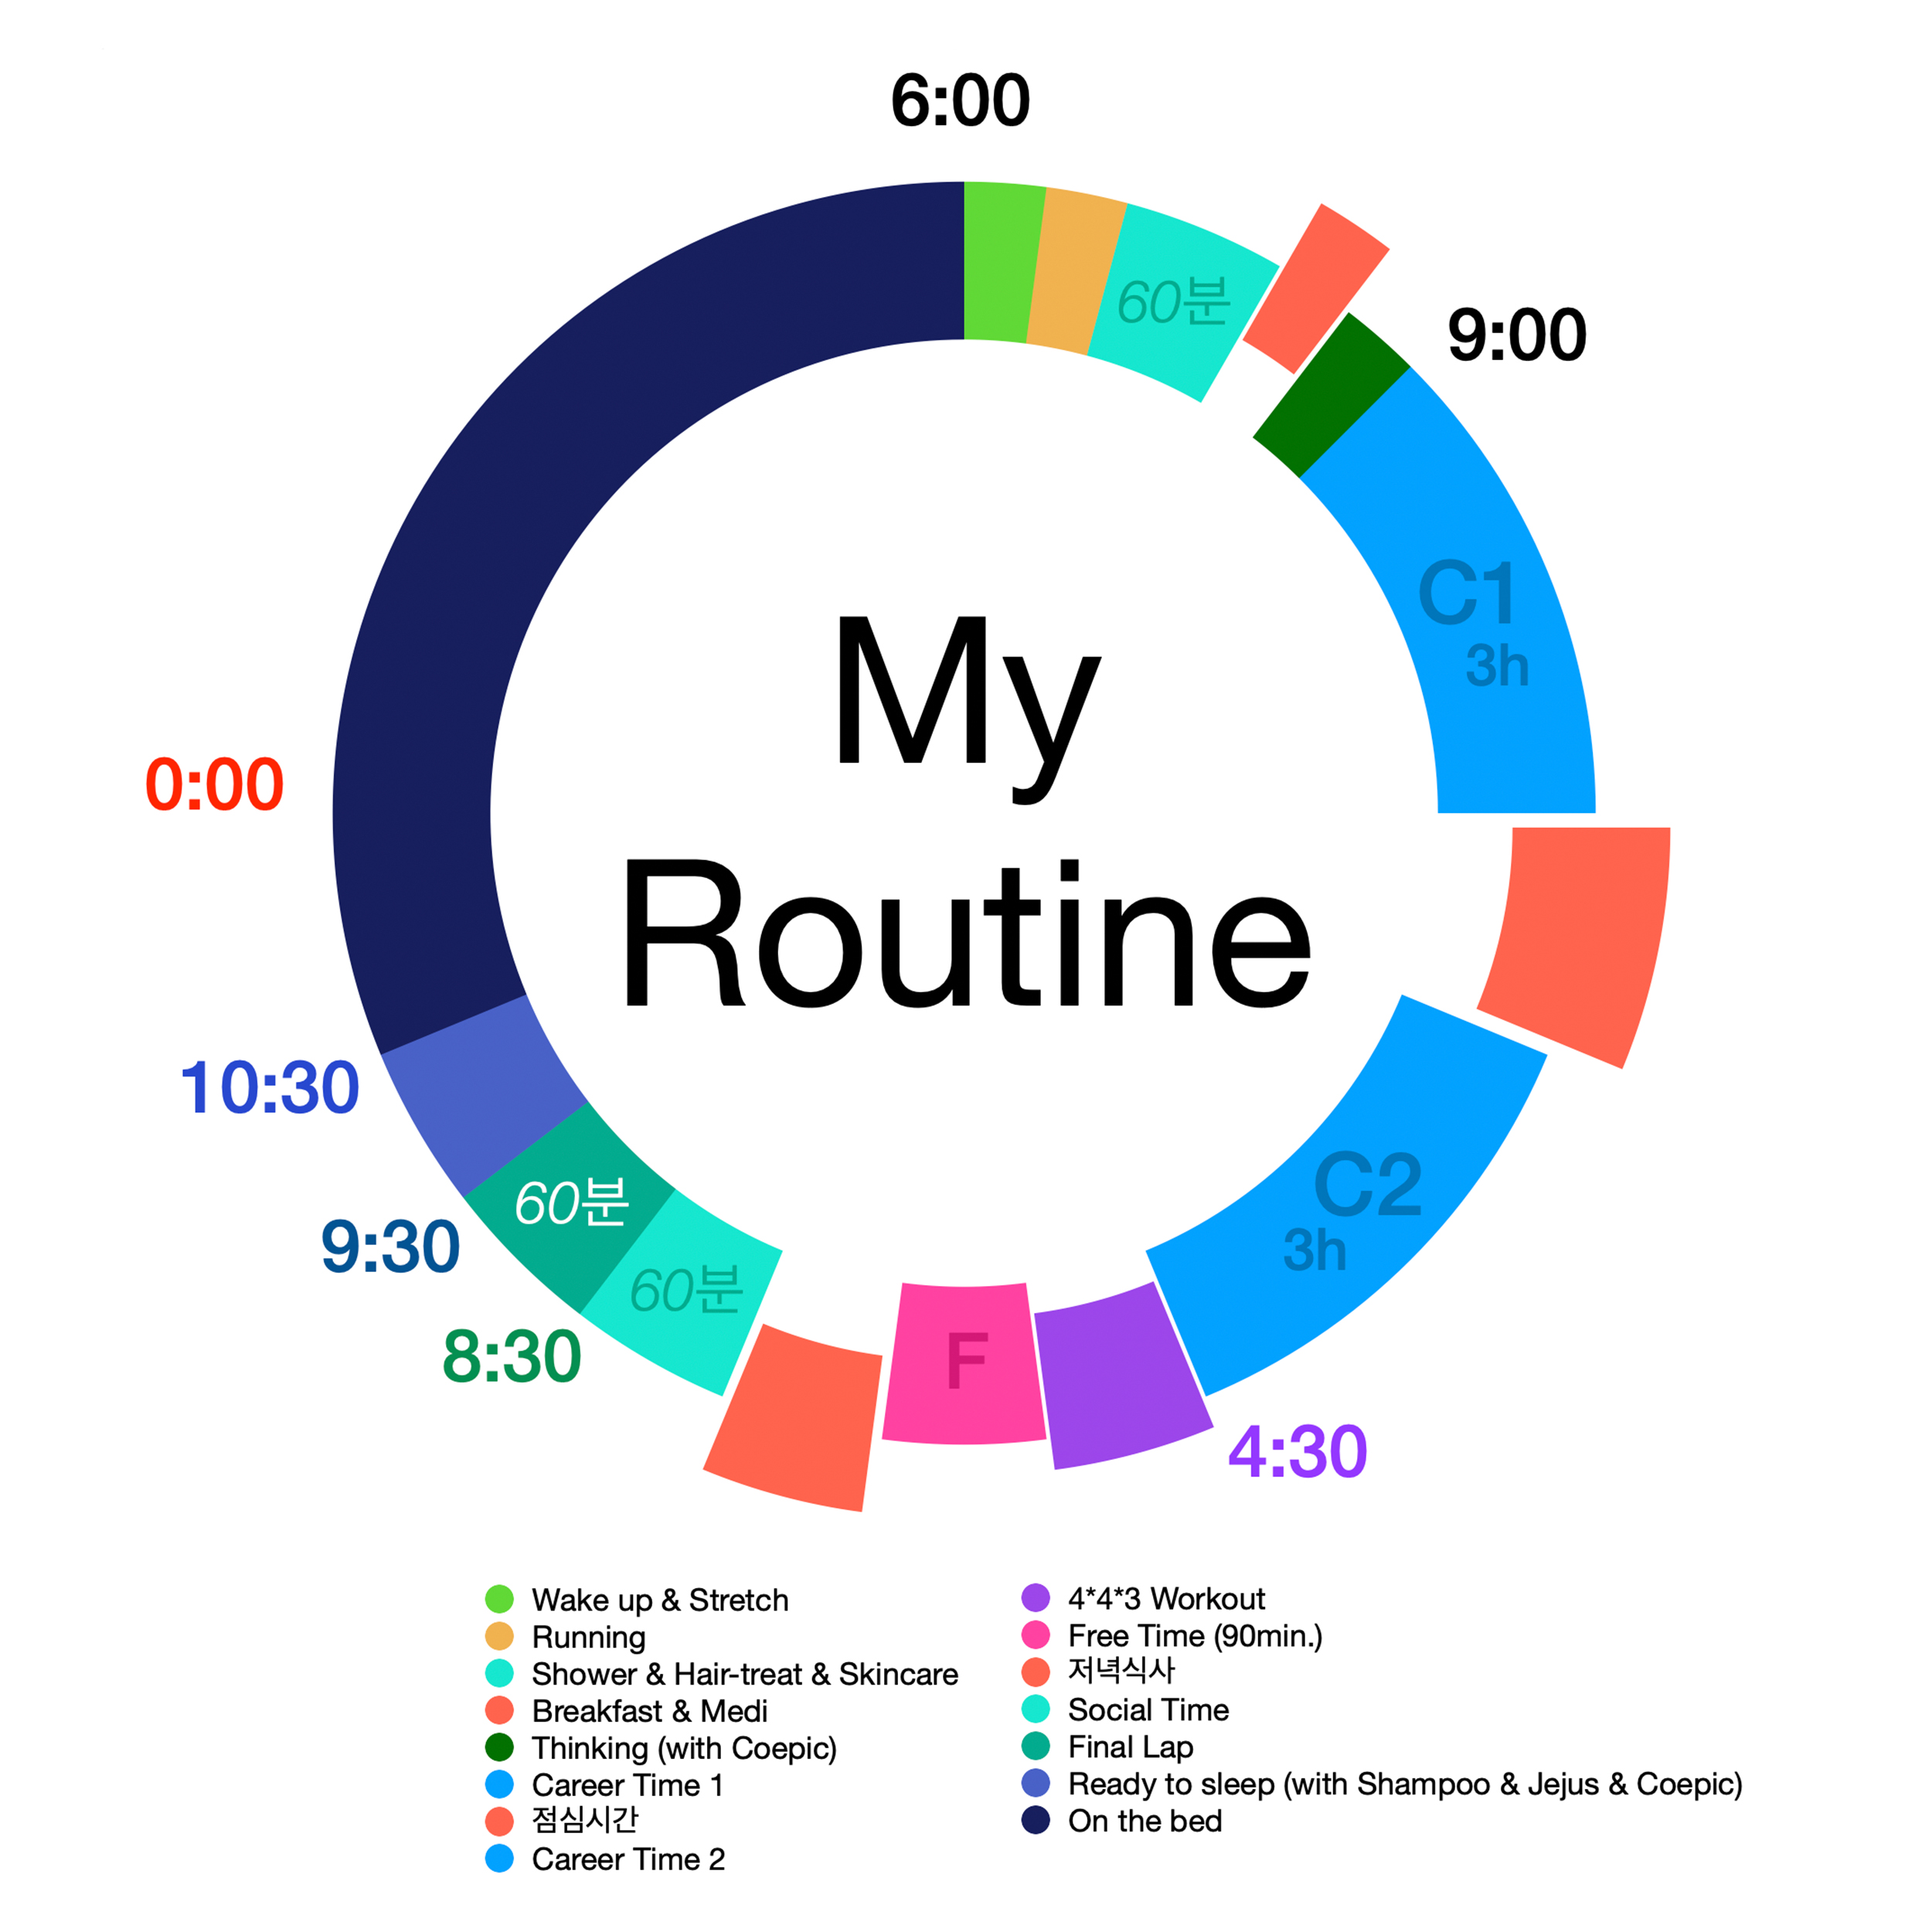 6:00
60분
9:00
C1
3h
My
Routine
0:00
10:30
60분
C2
3h
9:30
60분
8:30
F
4:30
Wake up & Stretch
Running
Shower & Hair-treat & Skincare
Breakfast & Medi
Thinking (with Coepic)
Career Time 1
점심시간
Career Time 2
4*4*3 Workout
Free Time (90min.)
저녁식사
Social Time
Final Lap
Ready to sleep (with Shampoo & Jejus & Coepic)
On the bed